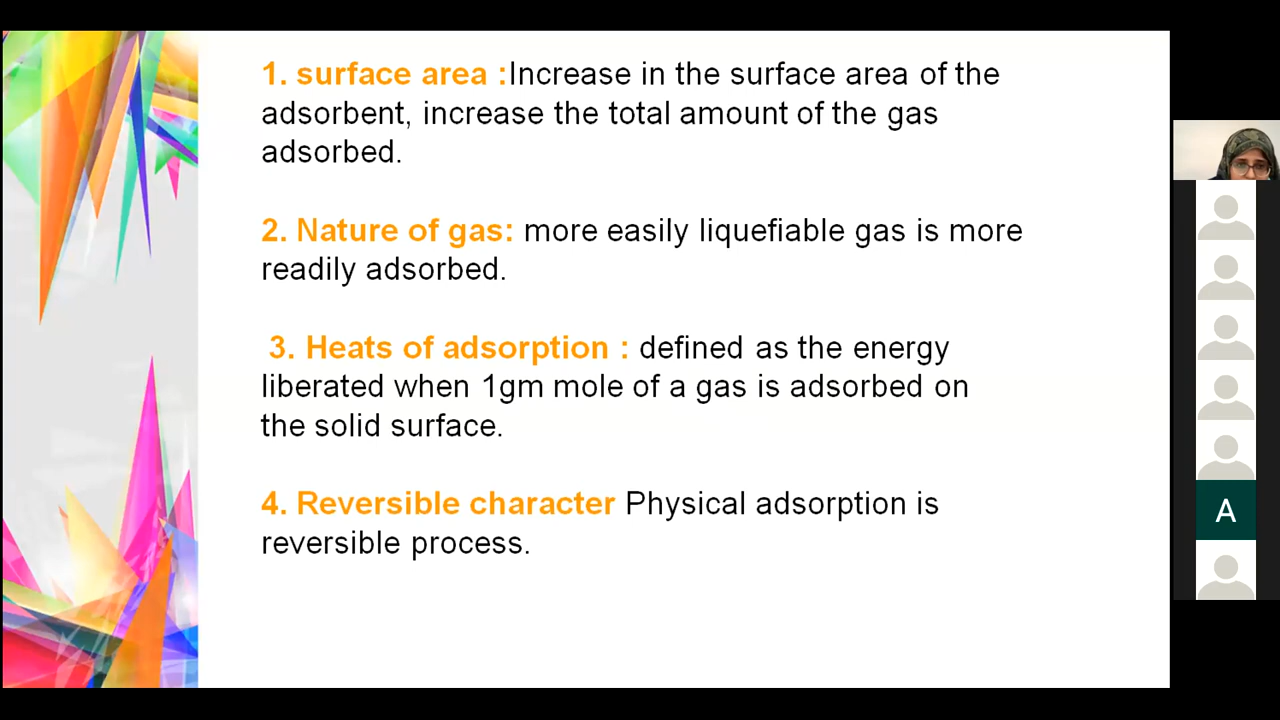 1. surface area :Increase in the surface area of the
adsorbent, increase the total amount of the gas
adsorbed.
2. Nature of gas: more easily liquefiable gas is more
readily adsorbed.
3. Heats of adsorption : defined as the energy
liberated when 1gm mole of a gas is adsorbed on
the solid surface.
4. Reversible character Physical adsorption is
reversible process.
A